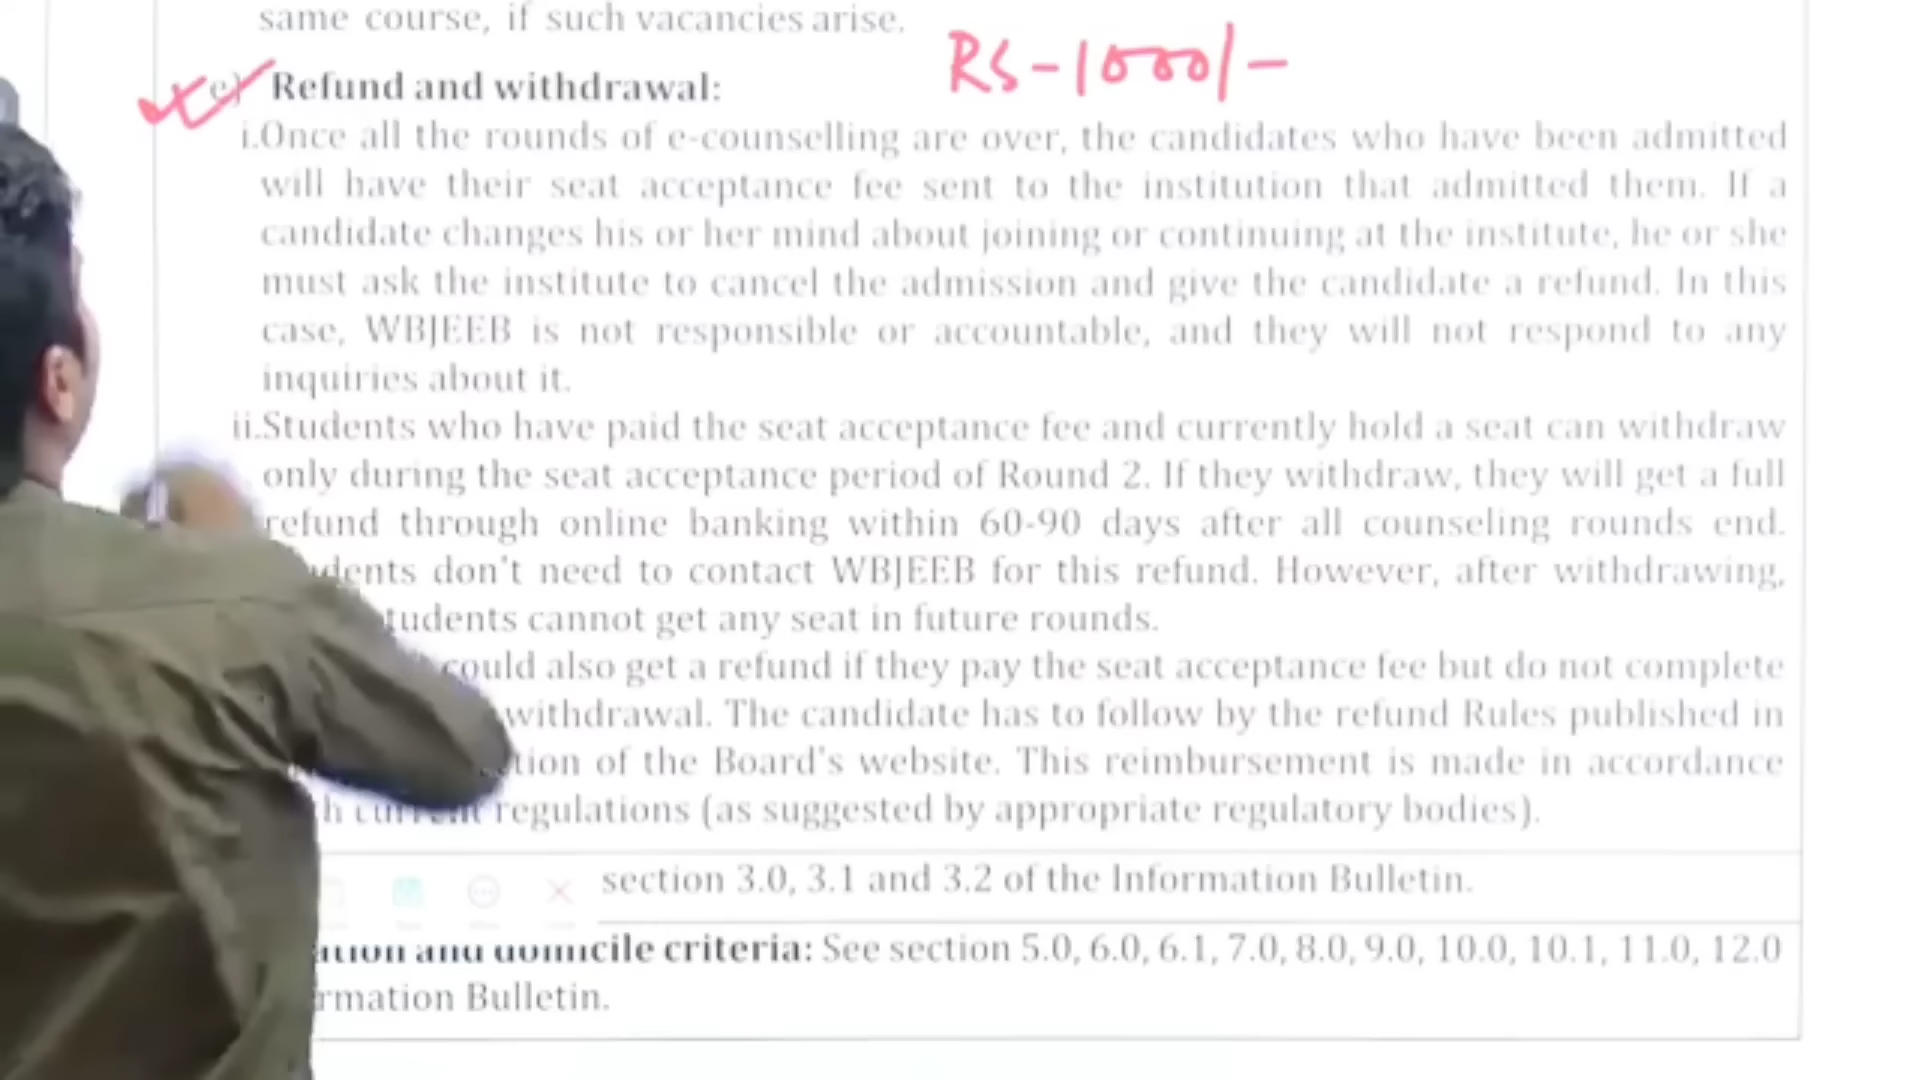 same course, if such vacancies arise.
RS-1000/-
e) Refund and withdrawal:
i.Once all the rounds of e-counselling are over, the candidates who have been admitted
will have their seat acceptance fee sent to the institution that admitted them. If a
candidate changes his or her mind about joining or continuing at the institute, he or she
must ask the institute to cancel the admission and give the candidate a refund. In this
case, WBJEEB is not responsible or accountable, and they will not respond to any
inquiries about it.
ii.Students who have paid the seat acceptance fee and currently hold a seat can withdraw
only during the seat acceptance period of Round 2. If they withdraw, they will get a full
refund through online banking within 60-90 days after all counseling rounds end.
dents don't need to contact WBJEEB for this refund. However, after withdrawing,
tudents cannot get any seat in future rounds.
could also get a refund if they pay the seat acceptance fee but do not complete
withdrawal. The candidate has to follow by the refund Rules published in
tion of the Board's website. This reimbursement is made in accordance
h current regulations (as suggested by appropriate regulatory bodies).
section 3.0, 3.1 and 3.2 of the Information Bulletin.
ation and domicile criteria: See section 5.0, 6.0, 6.1, 7.0, 8.0, 9.0, 10.0, 10.1, 11.0, 12.0
rmation Bulletin.